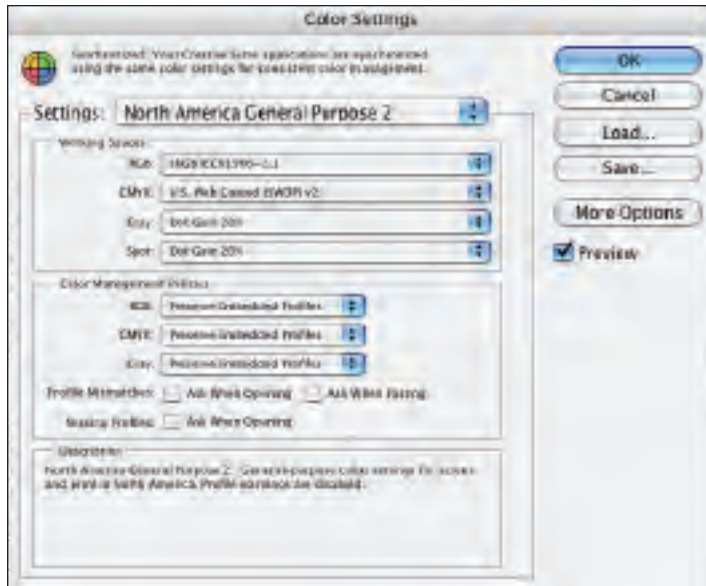 Color Settings
Synchronized: Your Creative Suite applications are synchronized
using the same color settings for consistent color management.
OK
Cancel
Load...
Save...
More Options
Preview
Settings: North America General Purpose 2
Working Spaces
RGB: sRGB IEC61966-2.1
CMYK: U.S. Web Coated (SWOP) v2
Gray: Dot Gain 20%
Spot: Dot Gain 20%
Color Management Policies
RGB: Preserve Embedded Profiles
CMYK: Preserve Embedded Profiles
Gray: Preserve Embedded Profiles
Profile Mismatches: Ask When Opening Ask When Pasting
Missing Profiles: Ask When Opening
Description
North America General Purpose 2: General-purpose color settings for screen
and print in North America. Profile warnings are disabled.